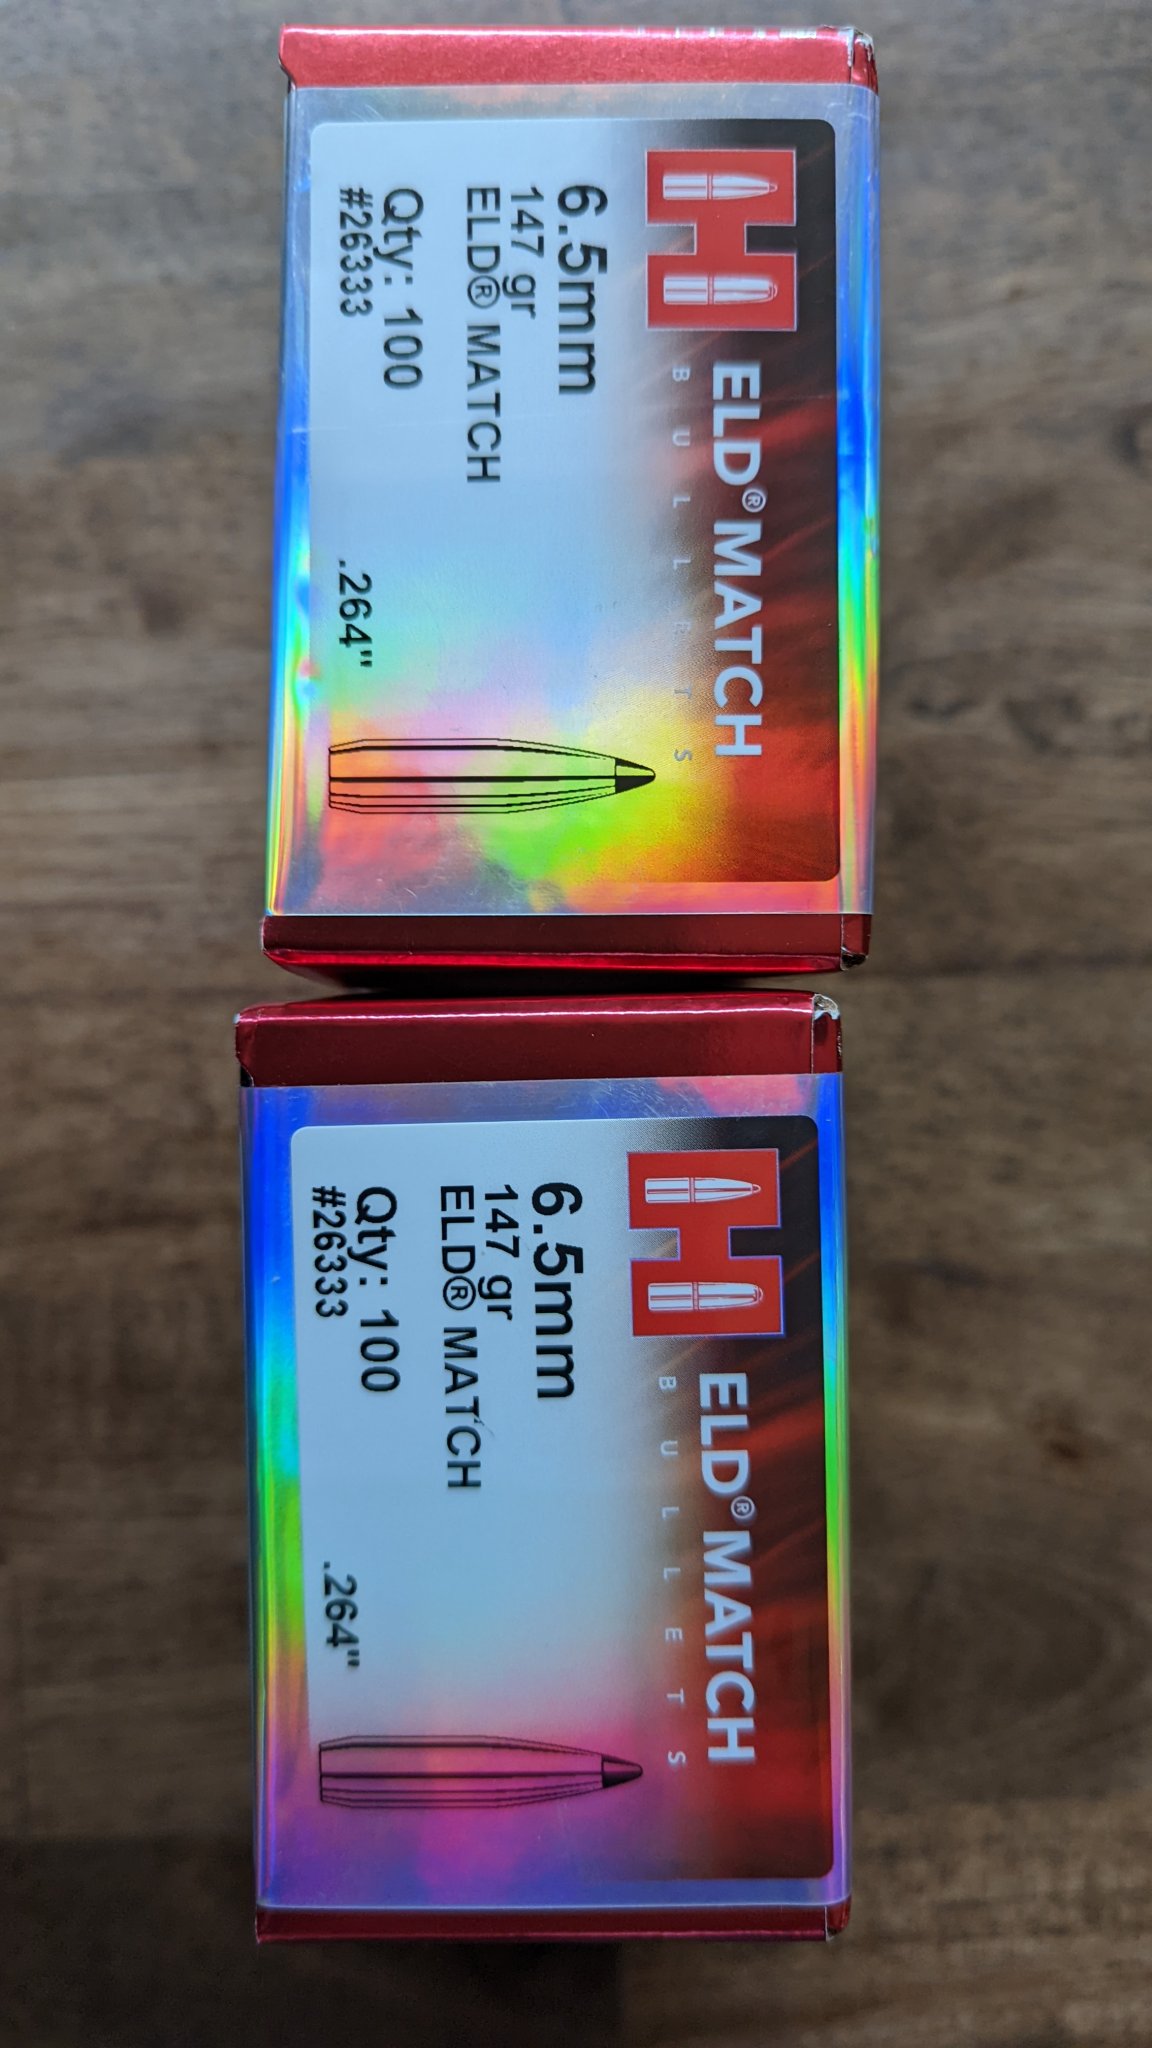 ELD® MATCH
BULLETS
6.5mm
147 gr
ELD® MATCH
Qty: 100
#26333
.264"
ELD® MATCH
BULLETS
6.5mm
147 gr
ELD® MATCH
Qty: 100
#26333
.264"